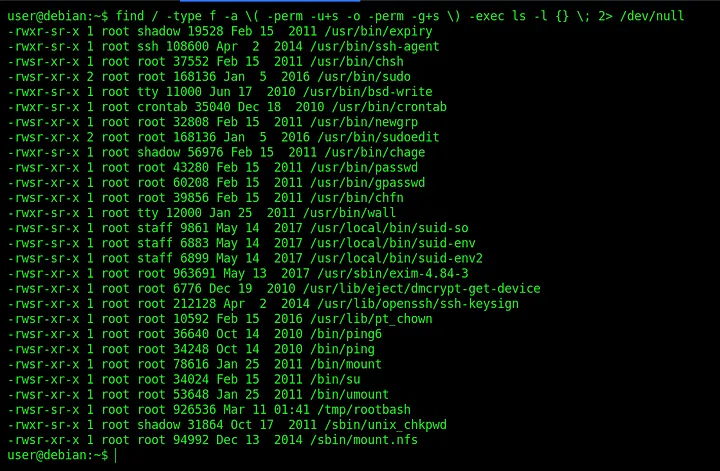 user@debian:~$ find / -type f -a \( -perm -u+s -o -perm -g+s \) -exec ls -l {} \; 2> /dev/null
-rwxr-sr-x 1 root shadow 19528 Feb 15  2011 /usr/bin/expiry
-rwxr-sr-x 1 root ssh 108600 Apr  2  2014 /usr/bin/ssh-agent
-rwsr-xr-x 1 root root 37552 Feb 15  2011 /usr/bin/chsh
-rwsr-xr-x 2 root root 168136 Jan  5  2016 /usr/bin/sudo
-rwxr-sr-x 1 root tty 11000 Jun 17  2010 /usr/bin/bsd-write
-rwxr-sr-x 1 root crontab 35040 Dec 18  2010 /usr/bin/crontab
-rwsr-xr-x 1 root root 32808 Feb 15  2011 /usr/bin/newgrp
-rwsr-xr-x 2 root root 168136 Jan  5  2016 /usr/bin/sudoedit
-rwxr-sr-x 1 root shadow 56976 Feb 15  2011 /usr/bin/chage
-rwsr-xr-x 1 root root 43280 Feb 15  2011 /usr/bin/passwd
-rwsr-xr-x 1 root root 60208 Feb 15  2011 /usr/bin/gpasswd
-rwsr-xr-x 1 root root 39856 Feb 15  2011 /usr/bin/chfn
-rwxr-sr-x 1 root tty 12000 Jan 25  2011 /usr/bin/wall
-rwsr-sr-x 1 root staff 9861 May 14  2017 /usr/local/bin/suid-so
-rwsr-sr-x 1 root staff 6883 May 14  2017 /usr/local/bin/suid-env
-rwsr-sr-x 1 root staff 6899 May 14  2017 /usr/local/bin/suid-env2
-rwsr-xr-x 1 root root 963691 May 13  2017 /usr/sbin/exim-4.84-3
-rwsr-xr-x 1 root root 6776 Dec 19  2010 /usr/lib/eject/dmcrypt-get-device
-rwsr-xr-x 1 root root 212128 Apr  2  2014 /usr/lib/openssh/ssh-keysign
-rwsr-xr-x 1 root root 10592 Feb 15  2016 /usr/lib/pt_chown
-rwsr-xr-x 1 root root 36640 Oct 14  2010 /bin/ping6
-rwsr-xr-x 1 root root 34248 Oct 14  2010 /bin/ping
-rwsr-xr-x 1 root root 78616 Jan 25  2011 /bin/mount
-rwsr-xr-x 1 root root 34024 Feb 15  2011 /bin/su
-rwsr-xr-x 1 root root 53648 Jan 25  2011 /bin/umount
-rwsr-sr-x 1 root root 926536 Mar 11 01:41 /tmp/rootbash
-rwxr-sr-x 1 root shadow 31864 Oct 17  2011 /sbin/unix_chkpwd
-rwsr-xr-x 1 root root 94992 Dec 13  2014 /sbin/mount.nfs
user@debian:~$